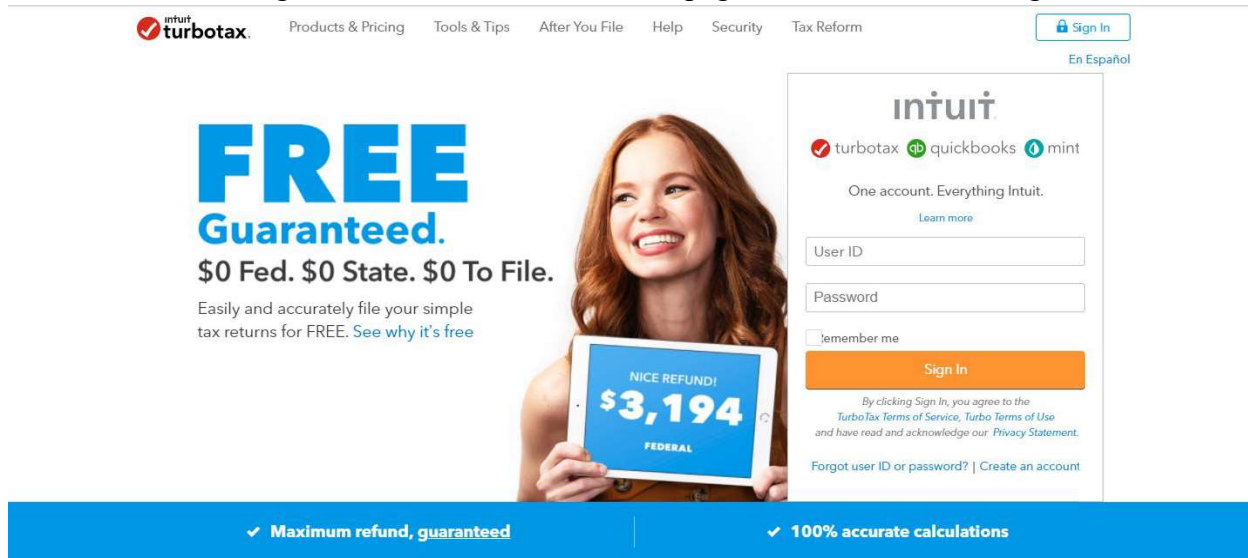 intuit
turbotax.
Products & Pricing Tools & Tips After You File Help Security Tax Reform
Sign In
En Español
FREE
Guaranteed.
$0 Fed. $0 State. $0 To File.
Easily and accurately file your simple
tax returns for FREE. See why it's free
NICE REFUND!
$3,194
FEDERAL
intuit.
turbotax qb quickbooks mint
One account. Everything Intuit.
Learn more
User ID
Password
emember me
Sign In
By clicking Sign In, you agree to the
TurboTax Terms of Service, Turbo Terms of Use
and have read and acknowledge our Privacy Statement.
Forgot user ID or password? | Create an account
✓ Maximum refund, guaranteed ✓ 100% accurate calculations